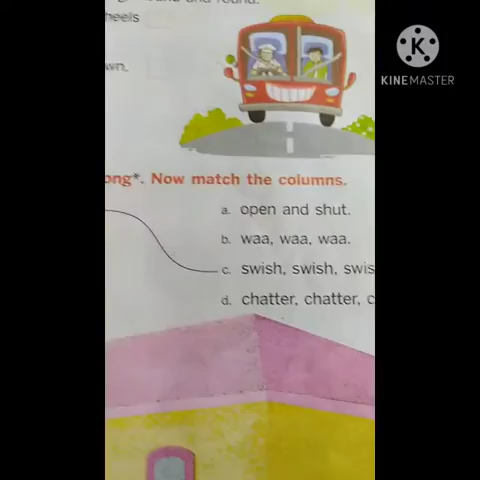 heels
KINEMASTER
wn.
ong*. Now match the columns.
a. open and shut.
b. waa, waa, waa.
c. swish, swish, swis
d. chatter, chatter, c